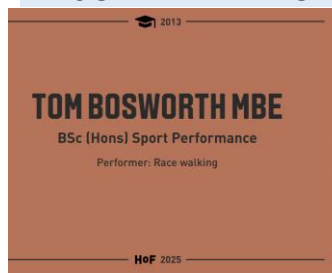 2013
TOM BOSWORTH MBE
BSc (Hons) Sport Performance
Performer: Race walking
HOF 2025